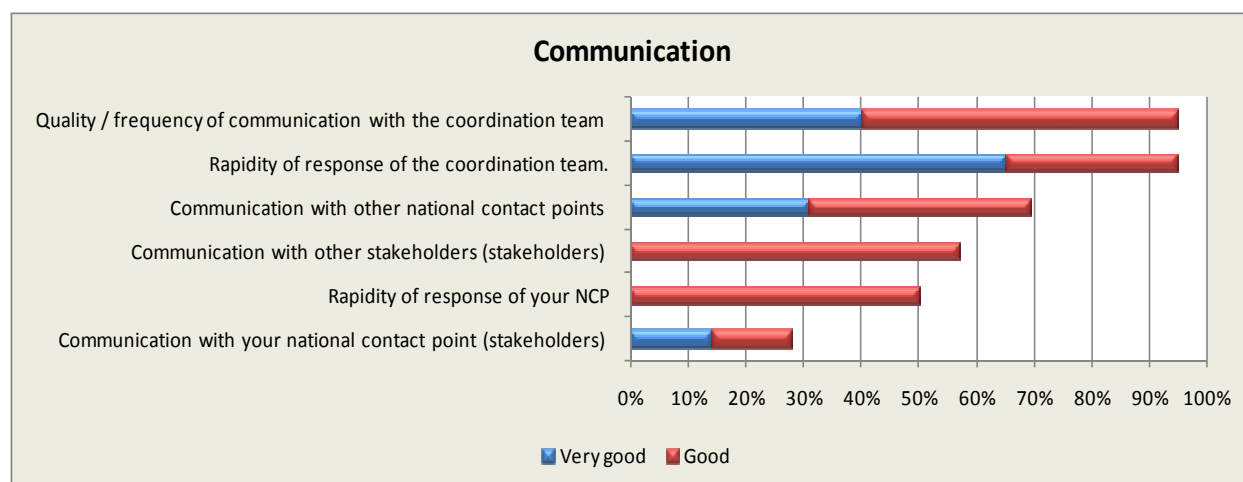 Communication
Quality / frequency of communication with the coordination team
Rapidity of response of the coordination team.
Communication with other national contact points
Communication with other stakeholders (stakeholders)
Rapidity of response of your NCP
Communication with your national contact point (stakeholders)
0% 10% 20% 30% 40% 50% 60% 70% 80% 90% 100%
Very good Good